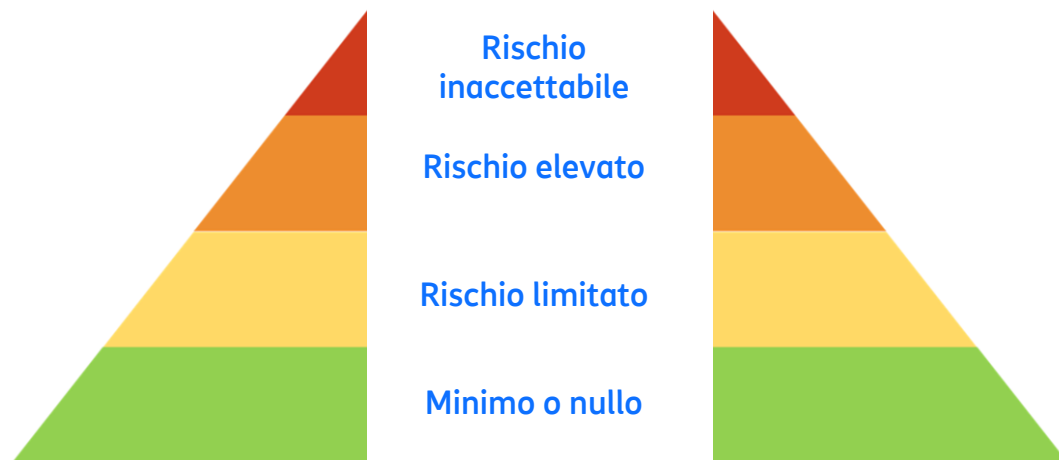 Rischio
inaccettabile
Rischio elevato
Rischio limitato
Minimo o nullo